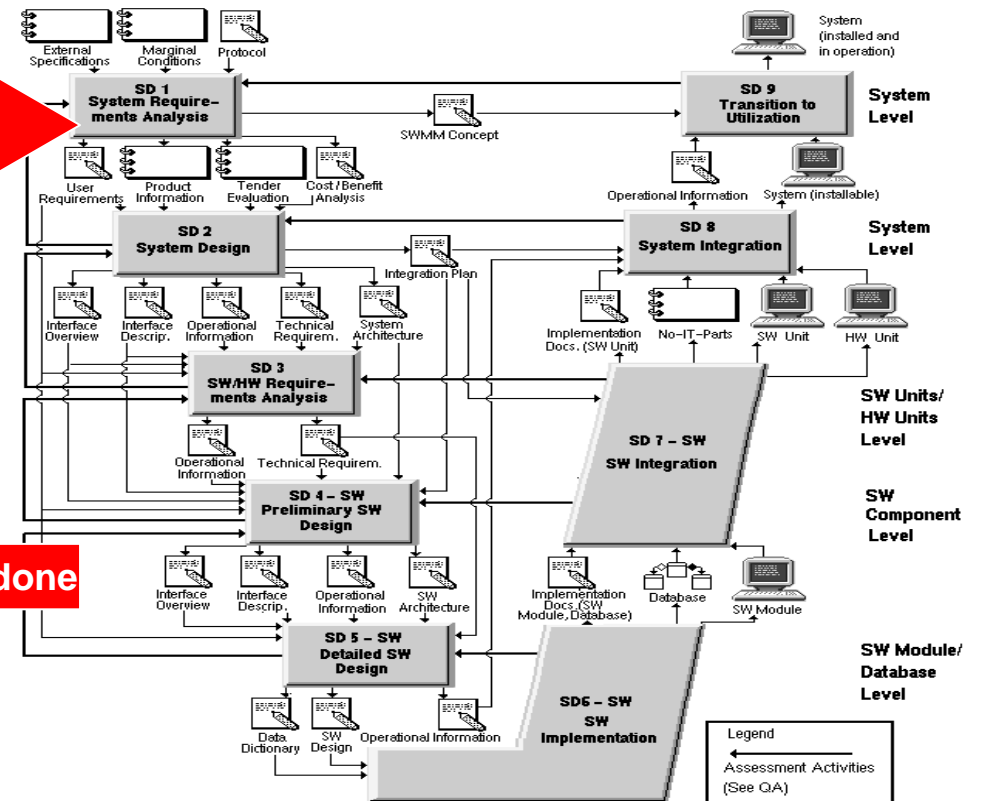 External
Specifications
Marginal
Conditions
Protocol
System
(installed and
in operation)
SD 1
System Require-
ments Analysis
SD 9
Transition to
Utilization
System
Level
SWMM Concept
User
Requirements
Product
Information
Tender
Evaluation
Cost/Benefit
Analysis
Operational Information
System (installable)
SD 2
System Design
SD 8
System Integration
System
Level
Integration Plan
Interface
Overview
Interface
Descrip.
Operational
Information
Technical
Requirem.
System
Architecture
Implementation
Docs. (SW Unit)
No-IT-Parts
SW Unit
HW Unit
SD 3
SW/HW Require-
ments Analysis
SW Units/
HW Units
Level
SD 7 - SW
SW Integration
Operational
Information
Technical Requirem.
SD 4 - SW
Preliminary SW
Design
SW
Component
Level
done
Interface
Overview
Interface
Descrip.
Operational
Information
SW
Architecture
Implementation
Docs.(SW
Module, Database)
Database
SW Module
SD 5 - SW
Detailed SW
Design
SW Module/
Database
Level
SD6 - SW
SW
Implementation
Data
Dictionary
SW
Design
Operational Information
Legend
Assessment Activities
(See QA)